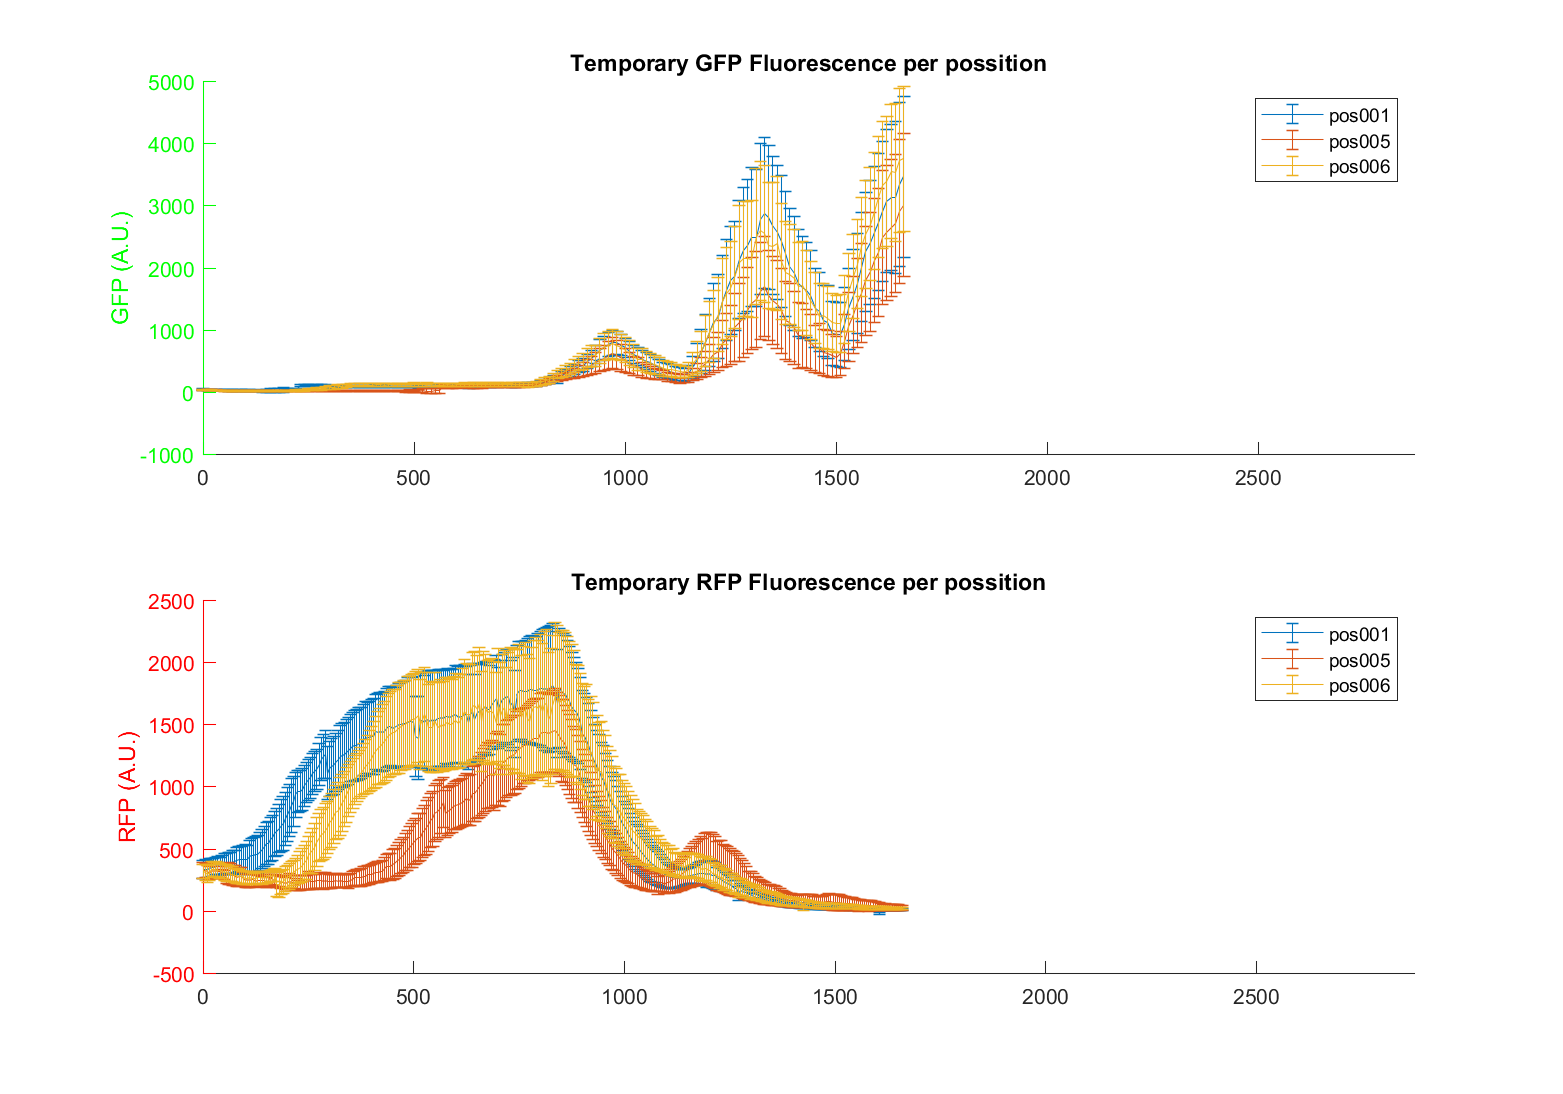 Temporary GFP Fluorescence per possition
5000
4000
3000
2000
1000
0
-1000
GFP (A.U.)
0 500 1000 1500 2000 2500
pos001
pos005
pos006
Temporary RFP Fluorescence per possition
2500
2000
1500
1000
500
0
-500
RFP (A.U.)
0 500 1000 1500 2000 2500
pos001
pos005
pos006